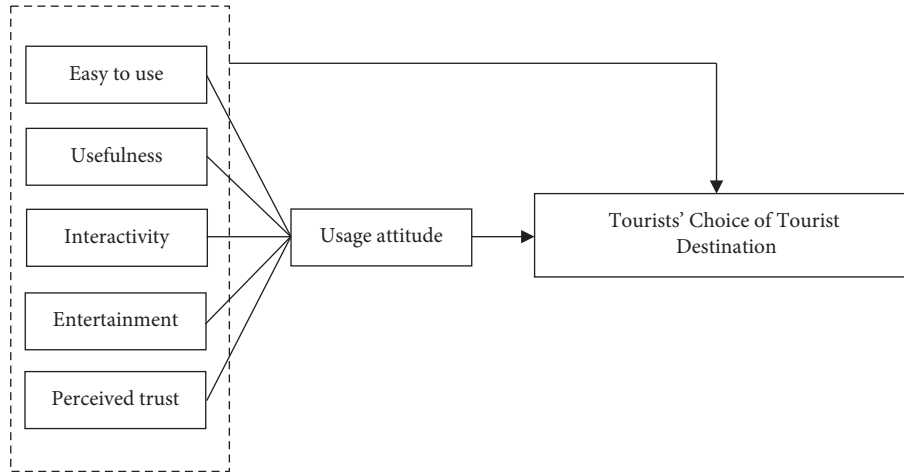 Easy to use
Usefulness
Interactivity
Entertainment
Perceived trust
Usage attitude
Tourists’ Choice of Tourist
Destination